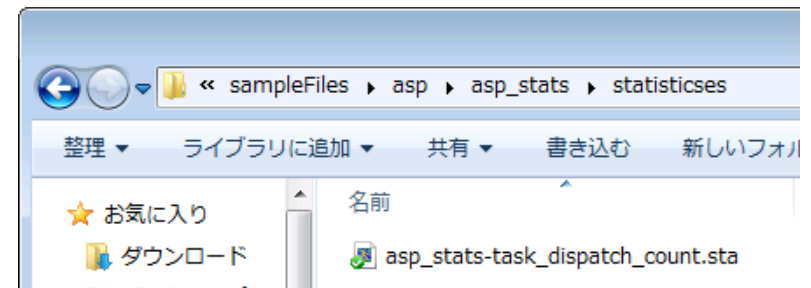 « sampleFiles ▸ asp ▸ asp_stats ▸ statisticses
整理 ▼ ライブラリに追加 ▼ 共有 ▼ 書き込む 新しいフォル
お気に入り
名前
ダウンロード
asp_stats-task_dispatch_count.sta